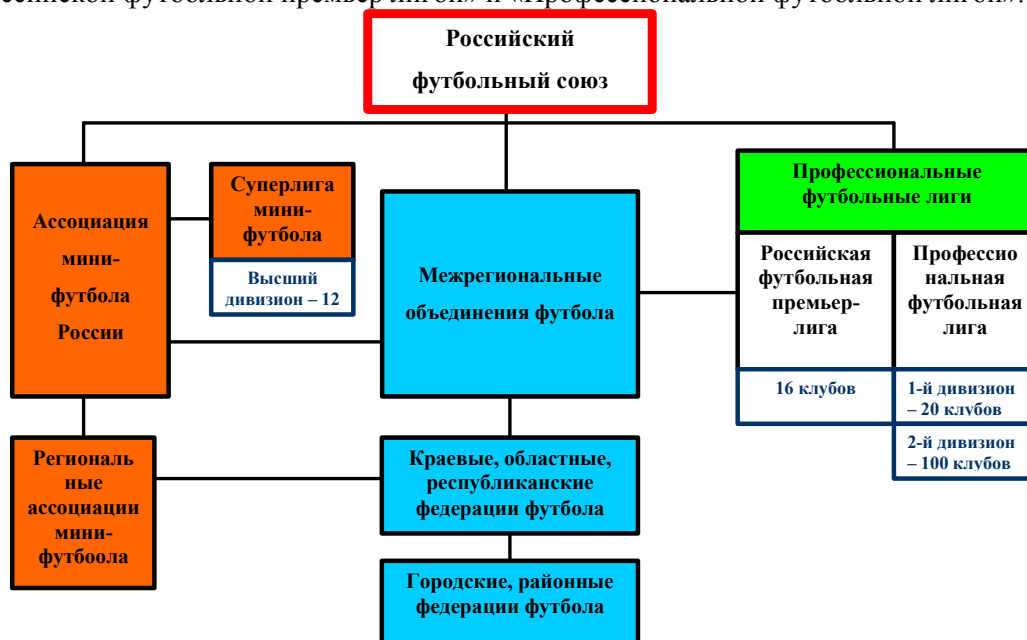 Российский
футбольный союз
Ассоциация
мини-
футбола
России
Суперлига
мини-
футбола
Высший
дивизион – 12
Межрегиональные
объединения футбола
Профессиональные
футбольные лиги
Российская
футбольная
премьер-
лига
Профессио
нальная
футбольная
лига
16 клубов
1-й дивизион
– 20 клубов
2-й дивизион
– 100 клубов
Региональ
ные
ассоциации
мини-
футбоола
Краевые, областные,
республиканские
федерации футбола
Городские, районные
федерации футбола